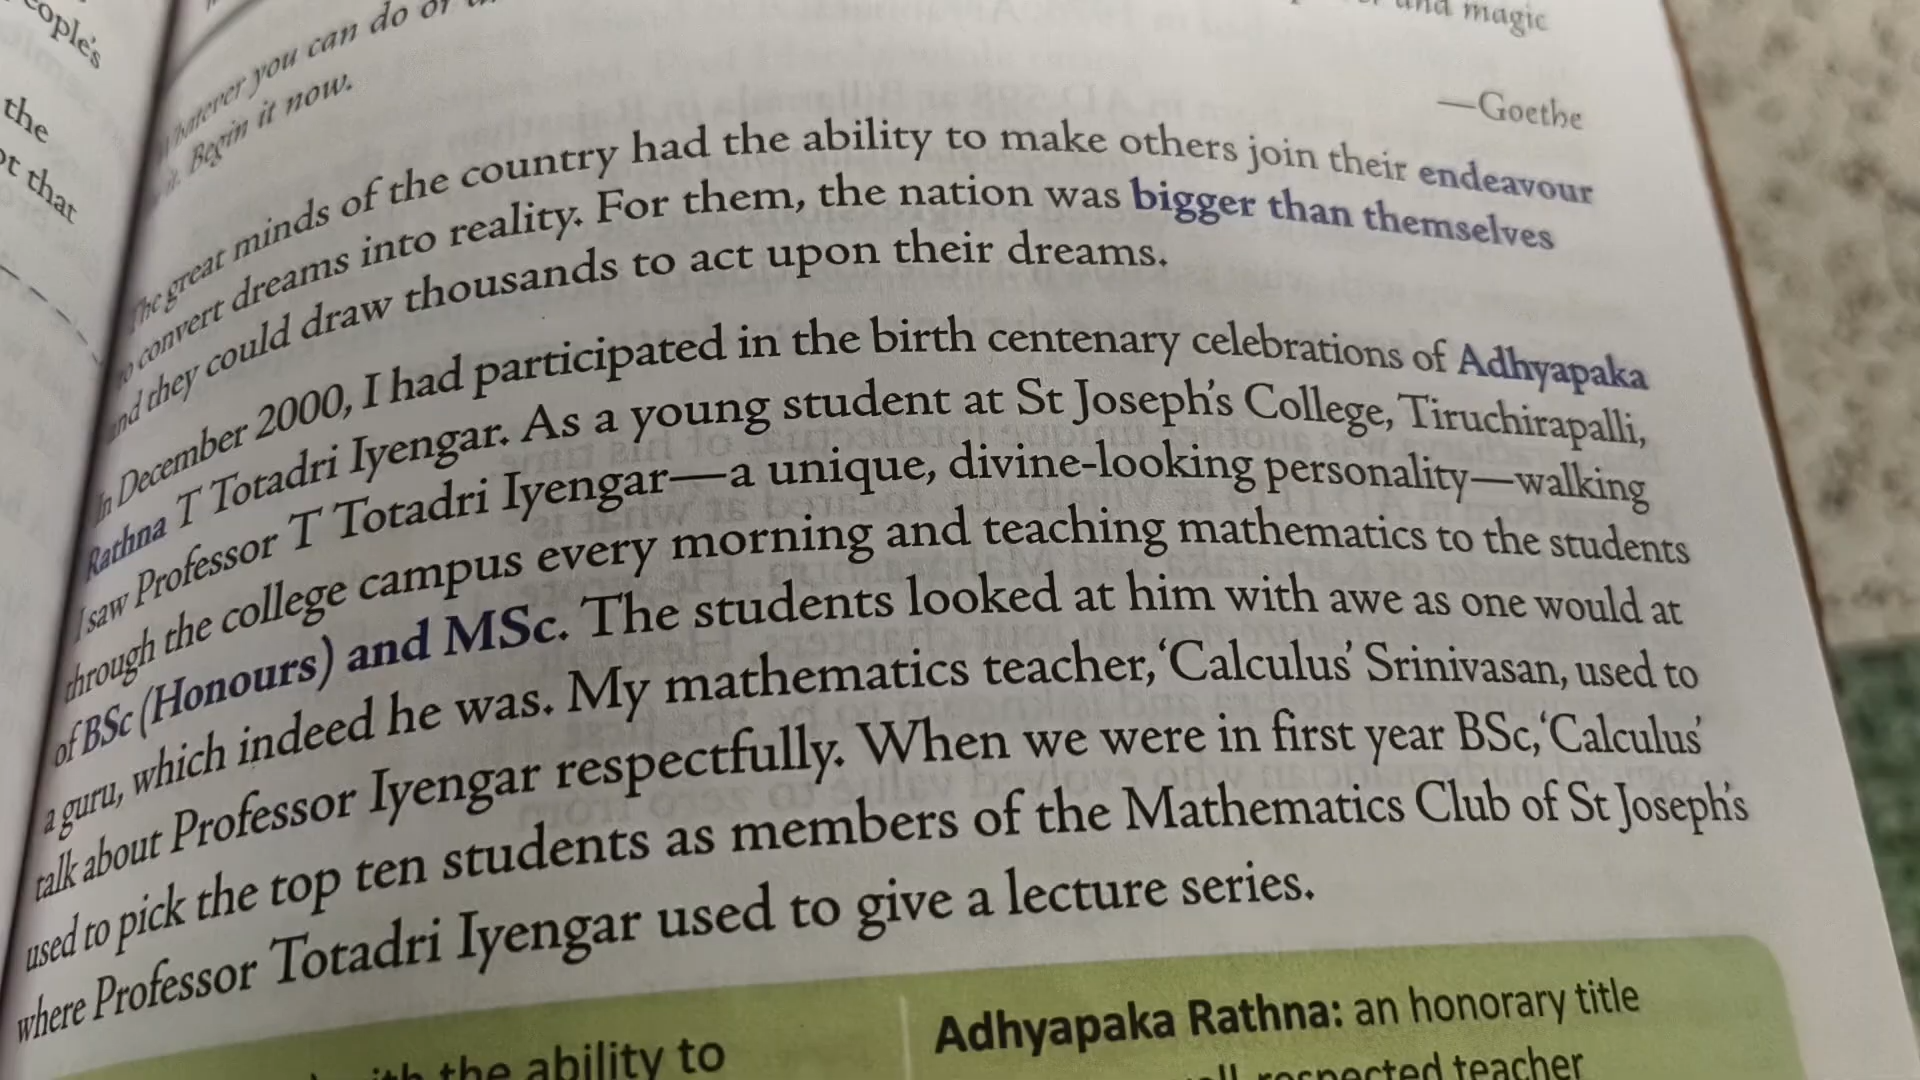 ople's
the
ot that
Whatever you can do or
and magic
it. Begin it now.
—Goethe
The great minds of the country had the ability to make others join their endeavour
to convert dreams into reality. For them, the nation was bigger than themselves
and they could draw thousands to act upon their dreams.
In December 2000, I had participated in the birth centenary celebrations of Adhyapaka
Rathna T Totadri Iyengar. As a young student at St Joseph's College, Tiruchirapalli,
I saw Professor T Totadri Iyengar—a unique, divine-looking personality—walking
through the college campus every morning and teaching mathematics to the students
of BSc (Honours) and MSc. The students looked at him with awe as one would at
a guru, which indeed he was. My mathematics teacher, 'Calculus' Srinivasan, used to
talk about Professor Iyengar respectfully. When we were in first year BSc, 'Calculus'
used to pick the top ten students as members of the Mathematics Club of St Joseph's
where Professor Totadri Iyengar used to give a lecture series.
the ability to
Adhyapaka Rathna: an honorary title
respected teacher